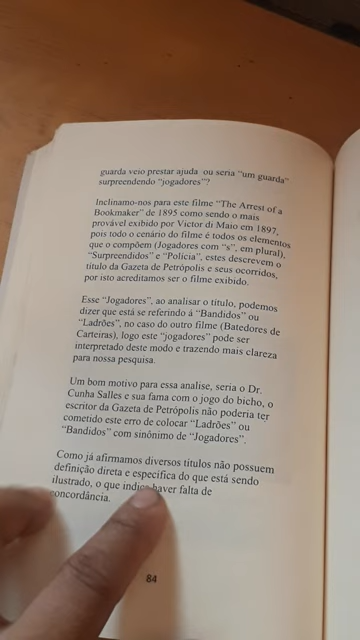 guarda veio prestar ajuda ou seria "um guarda"
surpreendendo "jogadores"?
Inclinamo-nos para este filme "The Arrest of a
Bookmaker" de 1895 como sendo o mais
provável exibido por Victor di Maio em 1897,
pois todo o cenário do filme é todos os elementos
que o compõem (Jogadores com "s", em plural),
"Surpreendidos" e "Policia", estes descrevem o
título da Gazeta de Petrópolis e seus ocorridos,
por isto acreditamos ser o filme exibido.
Esse "Jogadores", ao analisar o título, podemos
dizer que está se referindo á "Bandidos" ou
"Ladrões", no caso do outro filme (Batedores de
Carteiras), logo este "jogadores" pode ser
interpretado deste modo e trazendo mais clareza
para nossa pesquisa.
Um bom motivo para essa analise, seria o Dr.
Cunha Salles e sua fama com o jogo do bicho, o
escritor da Gazeta de Petrópolis não poderia ter
cometido este erro de colocar "Ladrões" ou
"Bandidos" com sinônimo de "Jogadores".
Como já afirmamos diversos titulos não possuem
definição direta e especifica do que está sendo
ilustrado, o que indica haver falta de
concordância.
84